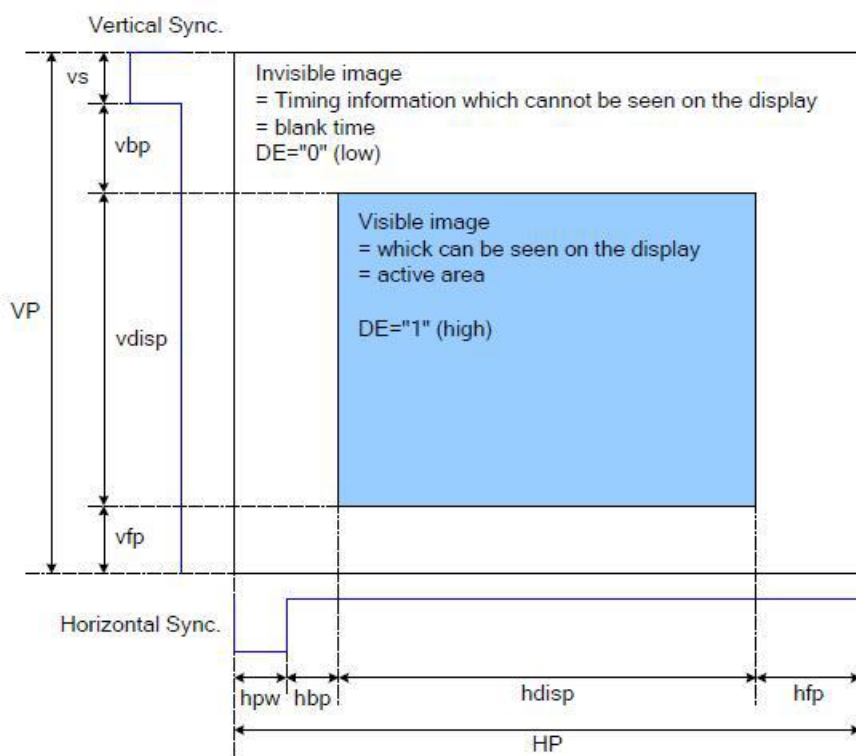 Vertical Sync.
vs
Invisible image
= Timing information which cannot be seen on the display
= blank time
DE="0" (low)
vbp
Visible image
= whick can be seen on the display
= active area
DE="1" (high)
VP
vdisp
vfp
Horizontal Sync.
hpw
hbp
hdisp
hfp
HP